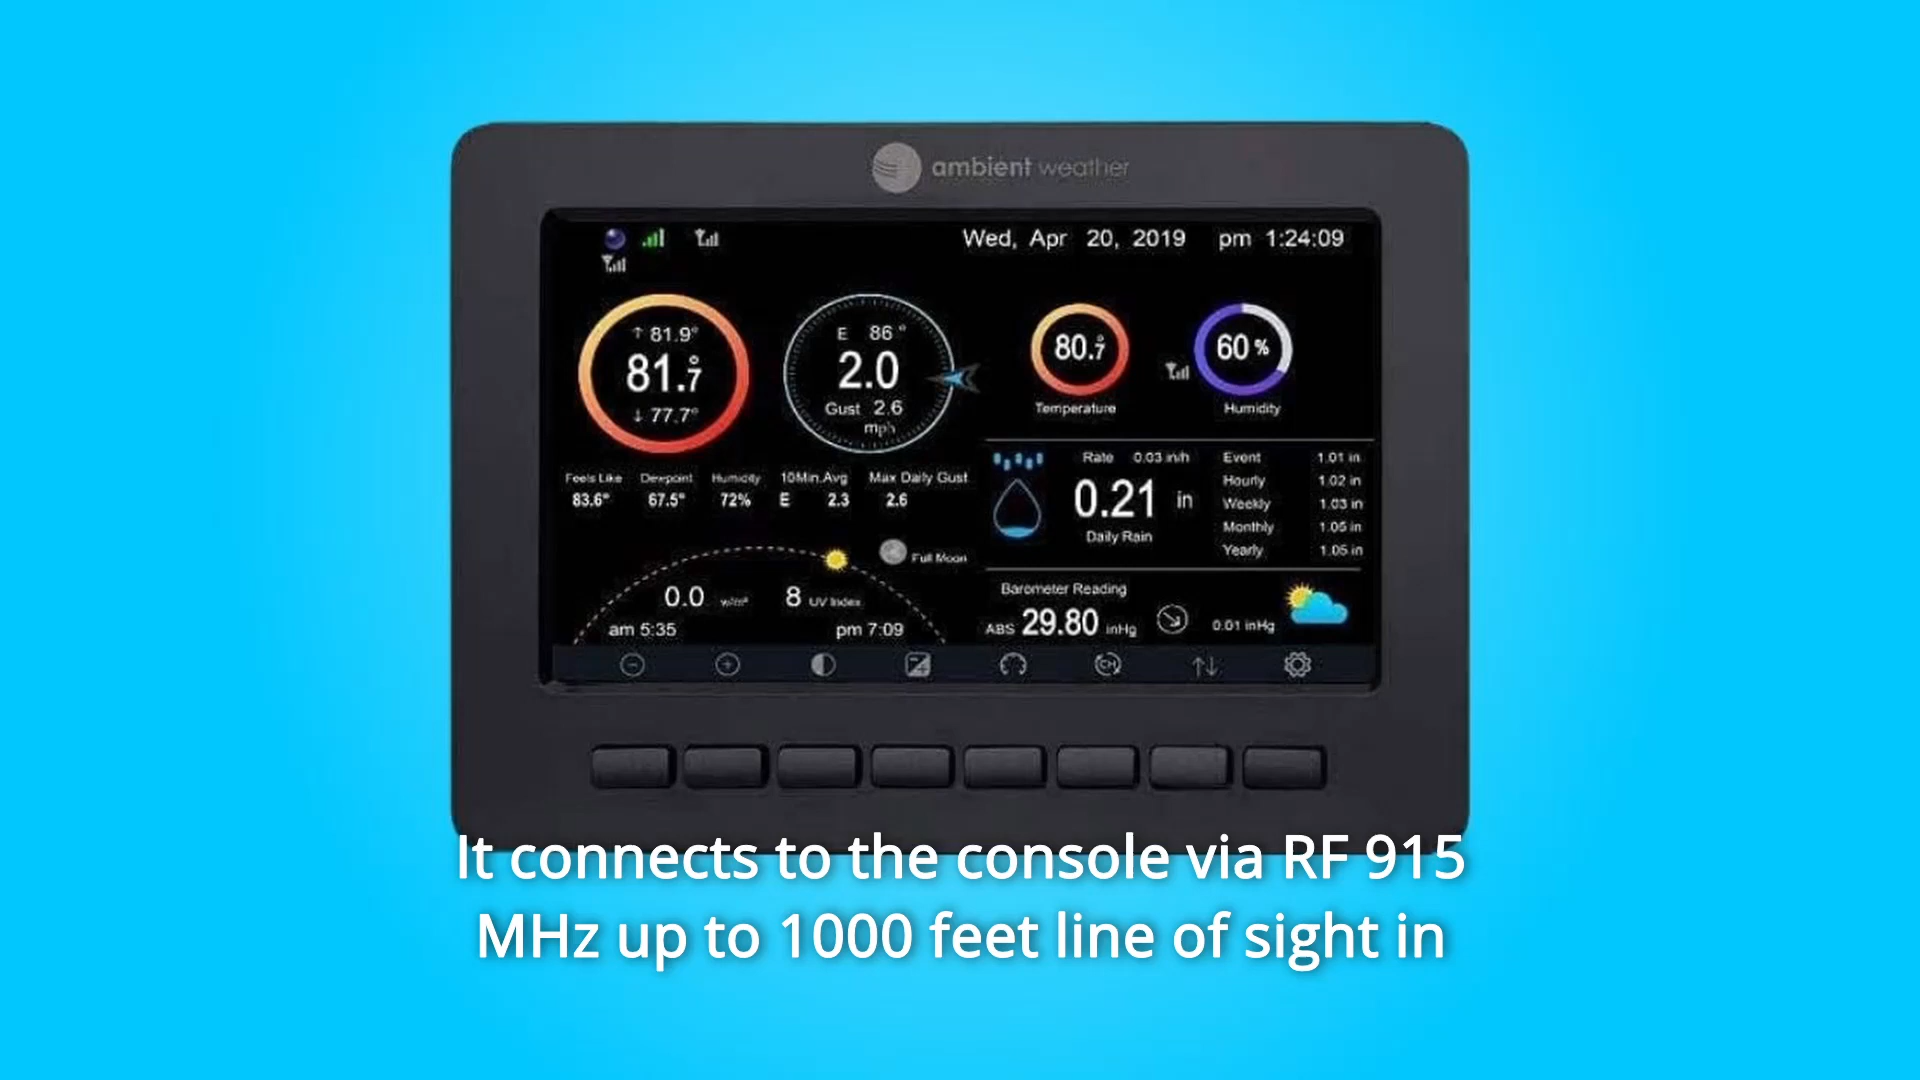 ambient weather
Wed, Apr 20, 2019 pm 1:24:09
↑ 81.9°
81.7°
↓ 77.7°
E 86°
2.0
Gust 2.6
mph
80.7°
Temperature
60%
Humidity
Feels Like Dewpoint Humidity 10Min.Avg Max Daily Gust
83.6° 67.5° 72% E 2.3 2.6
Rate 0.03 in/h
0.21 in
Daily Rain
Event 1.01 in
Hourly 1.02 in
Weekly 1.03 in
Monthly 1.05 in
Yearly 1.05 in
Full Moon
0.0 w/m² 8 UV Index
am 5:35 pm 7:09
Barometer Reading
ABS 29.80 inHg 0.01 inHg
CH
It connects to the console via RF 915
MHz up to 1000 feet line of sight in